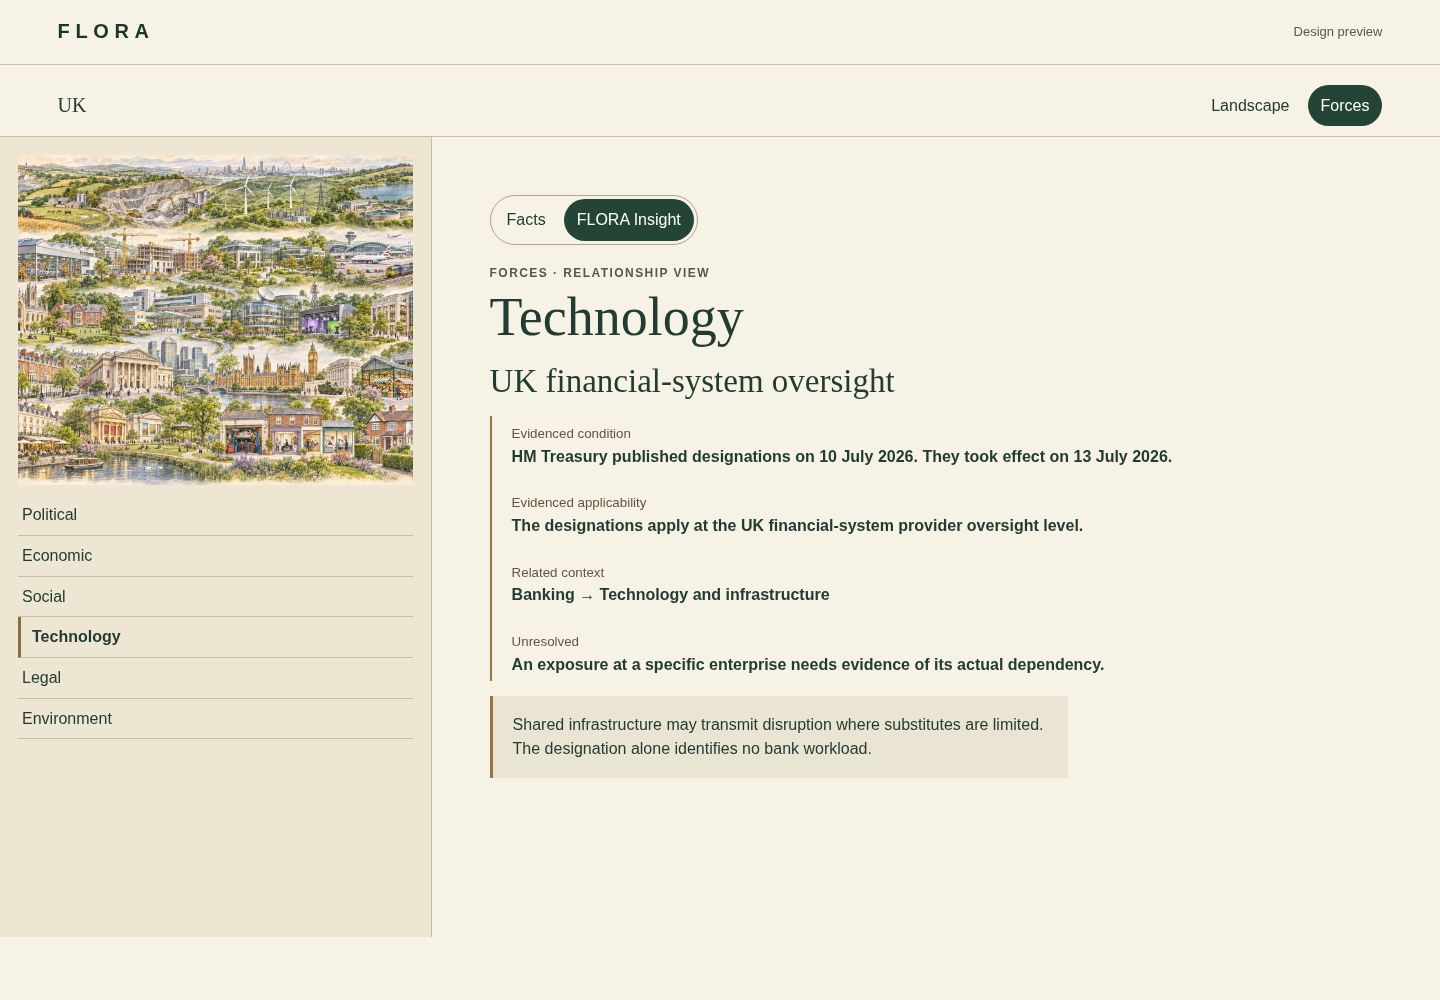 FLORA
Design preview
UK
Landscape
Forces
Political
Economic
Social
Technology
Legal
Environment
Facts
FLORA Insight
FORCES · RELATIONSHIP VIEW
Technology
UK financial-system oversight
Evidenced condition
HM Treasury published designations on 10 July 2026. They took effect on 13 July 2026.
Evidenced applicability
The designations apply at the UK financial-system provider oversight level.
Related context
Banking → Technology and infrastructure
Unresolved
An exposure at a specific enterprise needs evidence of its actual dependency.
Shared infrastructure may transmit disruption where substitutes are limited.
The designation alone identifies no bank workload.